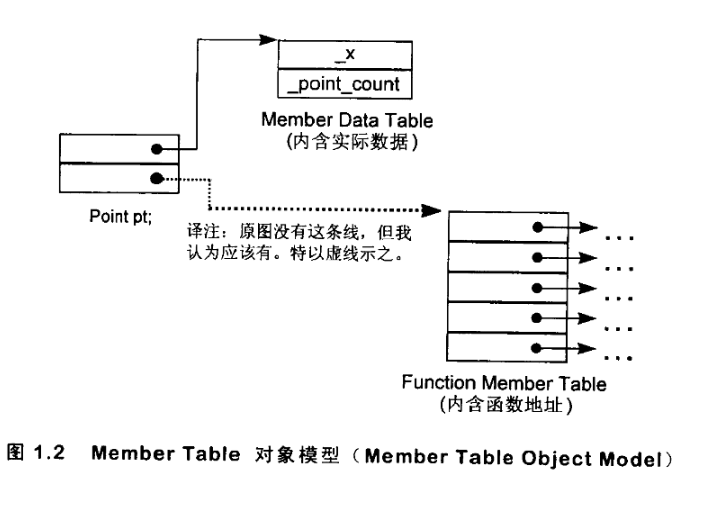 _x
_point_count
Member Data Table
(内含实际数据)
Point pt;
译注：原图没有这条线，但我
认为应该有。特以虚线示之。
...
...
...
...
...
Function Member Table
(内含函数地址)
图 1.2 Member Table 对象模型（Member Table Object Model）